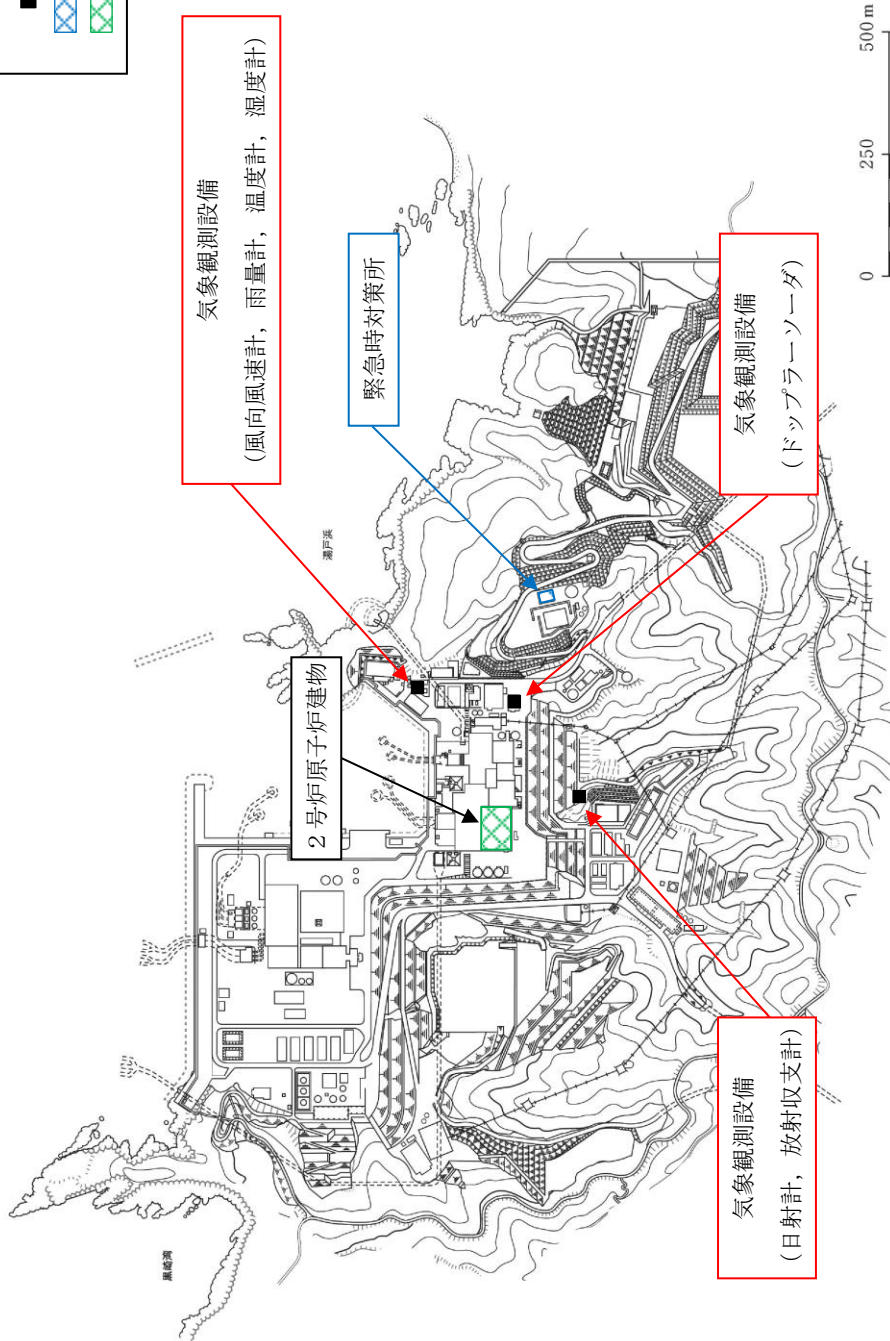 気象観測設備
(風向風速計，雨量計，温度計，湿度計)
緊急時対策所
湯戸浜
２号炉原子炉建物
気象観測設備
(ドップラーソーダ)
気象観測設備
(日射計，放射収支計)
黒崎湾
0 250 500 m